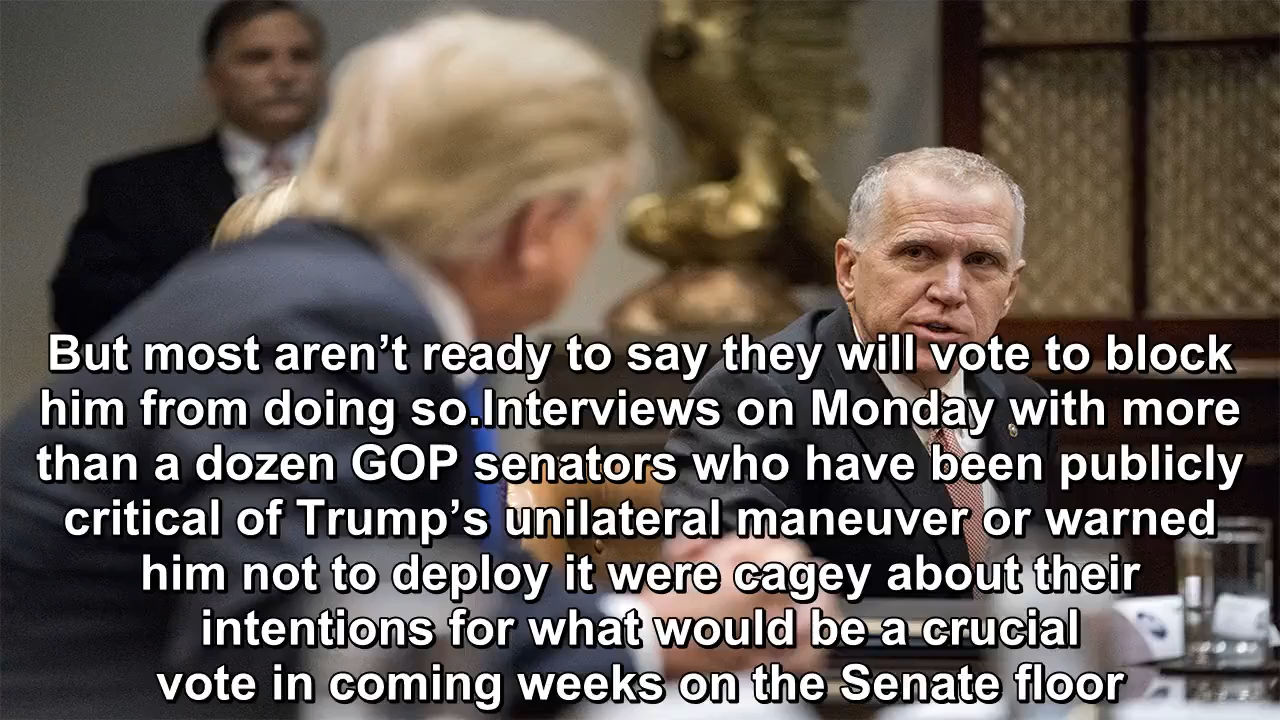 But most aren’t ready to say they will vote to block
him from doing so.Interviews on Monday with more
than a dozen GOP senators who have been publicly
critical of Trump’s unilateral maneuver or warned
him not to deploy it were cagey about their
intentions for what would be a crucial
vote in coming weeks on the Senate floor